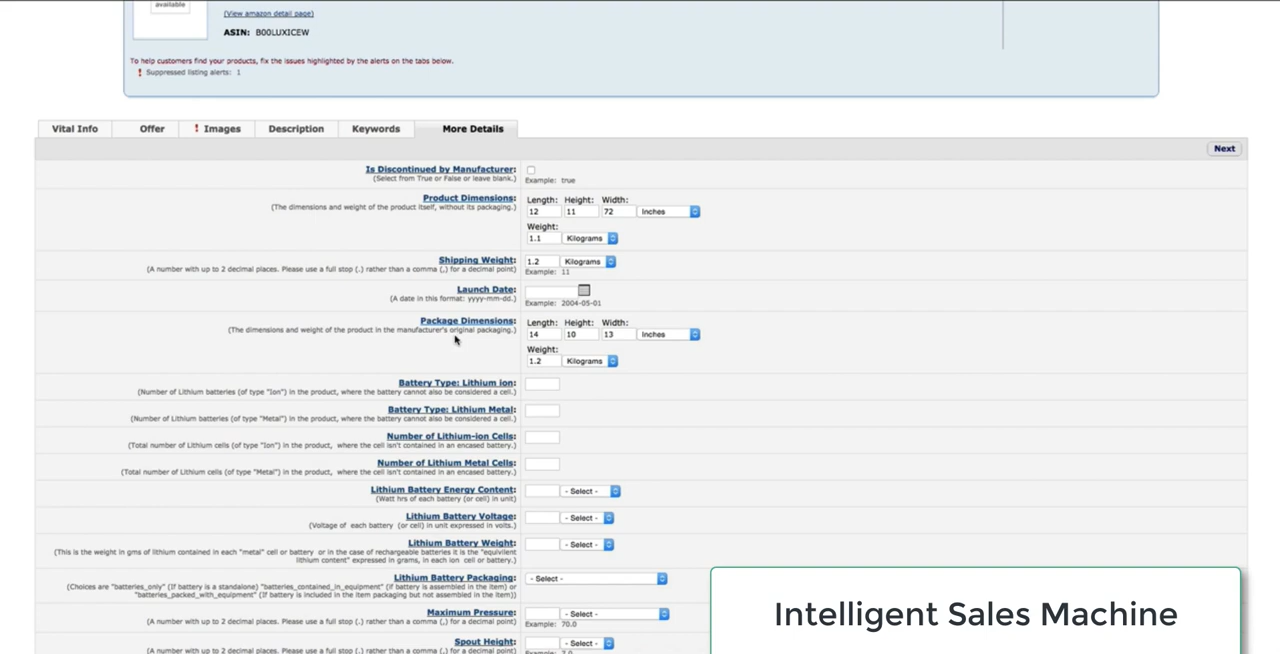 available
(View amazon detail page)
ASIN: B00LUXICEW
To help customers find your products, fix the issues highlighted by the alerts on the tabs below.
! Suppressed listing alerts: 1
Vital Info Offer ! Images Description Keywords More Details
Next
Is Discontinued by Manufacturer:
(Select from True or False or leave blank.)
Example: true
Product Dimensions:
(The dimensions and weight of the product itself, without its packaging.)
Length: Height: Width:
12 11 72 Inches
Weight:
1.1 Kilograms
Shipping Weight:
(A number with up to 2 decimal places. Please use a full stop (.) rather than a comma (,) for a decimal point)
1.2 Kilograms
Example: 11
Launch Date:
(A date in this format: yyyy-mm-dd.)
Example: 2004-05-01
Package Dimensions:
(The dimensions and weight of the product in the manufacturer's original packaging.)
Length: Height: Width:
14 10 13 Inches
Weight:
1.2 Kilograms
Battery Type: Lithium ion:
(Number of Lithium batteries (of type "Ion") in the product, where the battery cannot also be considered a cell.)
Battery Type: Lithium Metal:
(Number of Lithium batteries (of type "Metal") in the product, where the battery cannot also be considered a cell.)
Number of Lithium-ion Cells:
(Total number of Lithium cells (of type "Ion") in the product, where the cell isn't contained in an encased battery.)
Number of Lithium Metal Cells:
(Total number of Lithium cells (of type "Metal") in the product, where the cell isn't contained in an encased battery.)
Lithium Battery Energy Content:
(Watt hrs of each battery (or cell) in unit)
- Select -
Lithium Battery Voltage:
(Voltage of each battery (or cell) in unit expressed in volts.)
- Select -
Lithium Battery Weight:
(This is the weight in gms of lithium contained in each "metal" cell or battery or in the case of rechargeable batteries it is the "equivilent
lithium content" expressed in grams, in each ion cell or battery.)
- Select -
Lithium Battery Packaging:
(Choices are "batteries_only" (If battery is a standalone) "batteries_contained_in_equipment" (if battery is assembled in the item) or
"batteries_packed_with_equipment" (If battery is included in the item packaging but not assembled in the item))
- Select -
Maximum Pressure:
(A number with up to 2 decimal places. Please use a full stop (.) rather than a comma (,) for a decimal point)
- Select -
Example: 70.0
Spout Height:
(A number with up to 2 decimal places. Please use a full stop (.) rather than a comma (,) for a decimal point)
- Select -
Example: 7.0
Intelligent Sales Machine